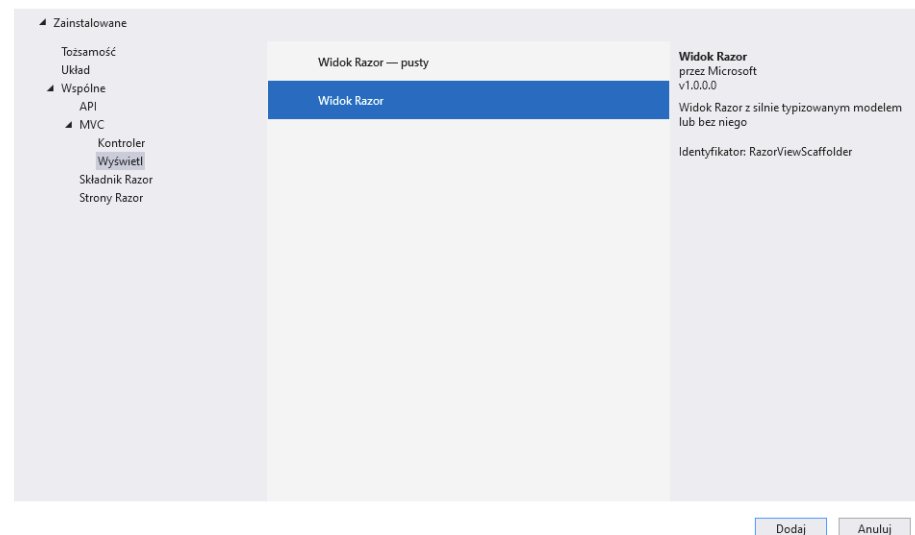 Zainstalowane
Tożsamość
Układ
Wspólne
API
MVC
Kontroler
Wyświetl
Składnik Razor
Strony Razor
Widok Razor — pusty
Widok Razor
Widok Razor
przez Microsoft
v1.0.0.0
Widok Razor z silnie typizowanym modelem
lub bez niego
Identyfikator: RazorViewScaffolder
Dodaj
Anuluj